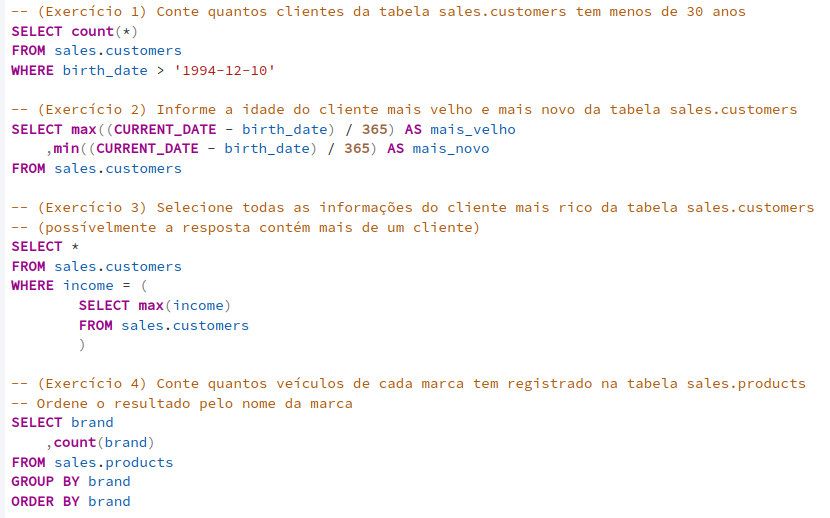 -- (Exercício 1) Conte quantos clientes da tabela sales.customers tem menos de 30 anos
SELECT count(*)
FROM sales.customers
WHERE birth_date > '1994-12-10'

-- (Exercício 2) Informe a idade do cliente mais velho e mais novo da tabela sales.customers
SELECT max((CURRENT_DATE - birth_date) / 365) AS mais_velho
    ,min((CURRENT_DATE - birth_date) / 365) AS mais_novo
FROM sales.customers

-- (Exercício 3) Selecione todas as informações do cliente mais rico da tabela sales.customers
-- (possívelmente a resposta contém mais de um cliente)
SELECT *
FROM sales.customers
WHERE income = (
        SELECT max(income)
        FROM sales.customers
        )

-- (Exercício 4) Conte quantos veículos de cada marca tem registrado na tabela sales.products
-- Ordene o resultado pelo nome da marca
SELECT brand
    ,count(brand)
FROM sales.products
GROUP BY brand
ORDER BY brand